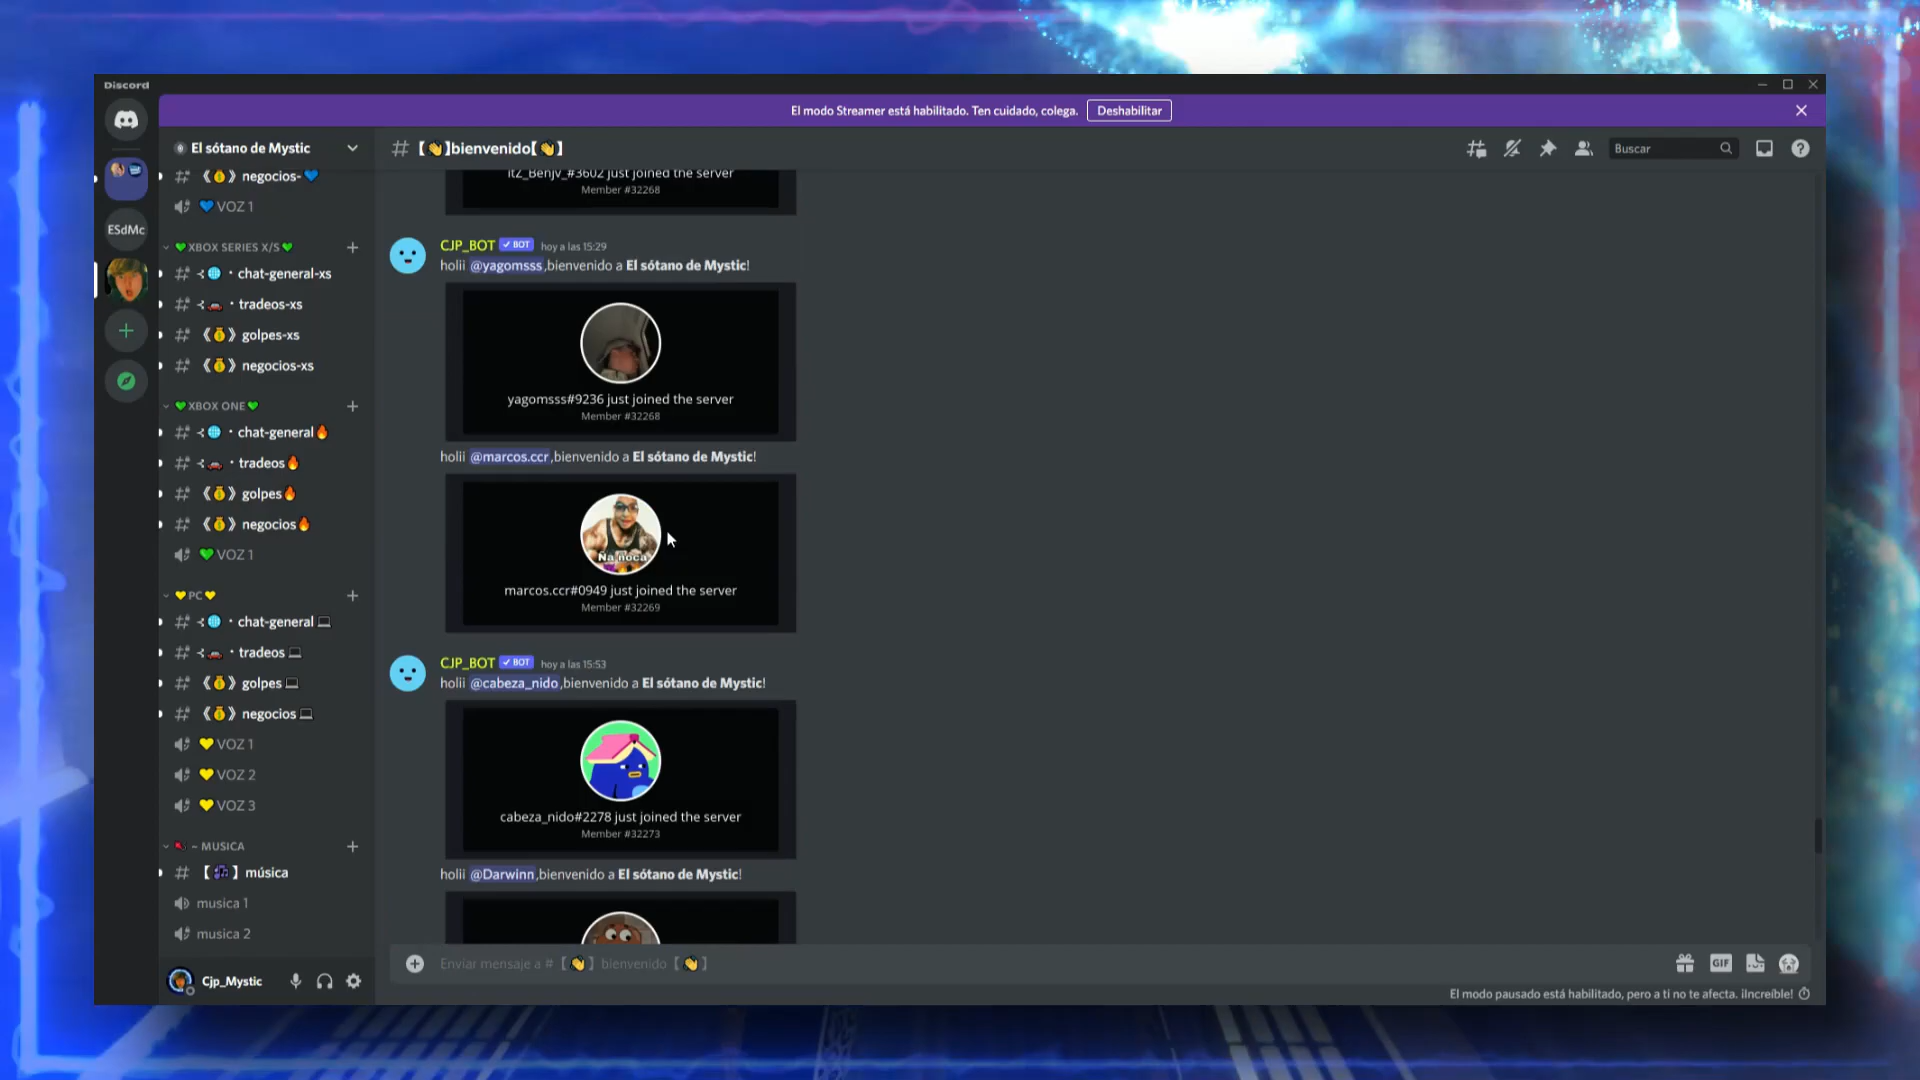 Discord
El modo Streamer está habilitado. Ten cuidado, colega.
Deshabilitar
El sótano de Mystic
【👋】bienvenido【👋】
Buscar
《💰》negocios-💙
💙 VOZ 1
💚XBOX SERIES X/S💚
chat-general-xs
tradeos-xs
《💰》golpes-xs
《💰》negocios-xs
💚XBOX ONE💚
chat-general🔥
tradeos🔥
《💰》golpes🔥
《💰》negocios🔥
💚 VOZ 1
💛PC💛
chat-general💻
tradeos💻
《💰》golpes💻
《💰》negocios💻
💛 VOZ 1
💛 VOZ 2
💛 VOZ 3
~ MUSICA
música
musica 1
musica 2
Cjp_Mystic
ESdMc
itZ_Benjv_#3602 just joined the server
Member #32268
CJP_BOT ✓ BOT hoy a las 15:29
holii @yagomsss,bienvenido a El sótano de Mystic!
yagomsss#9236 just joined the server
Member #32268
holii @marcos.ccr,bienvenido a El sótano de Mystic!
Ña hoca
marcos.ccr#0949 just joined the server
Member #32269
CJP_BOT ✓ BOT hoy a las 15:53
holii @cabeza_nido,bienvenido a El sótano de Mystic!
cabeza_nido#2278 just joined the server
Member #32273
holii @Darwinn,bienvenido a El sótano de Mystic!
Enviar mensaje a #【👋】bienvenido【👋】
GIF
El modo pausado está habilitado, pero a ti no te afecta. ¡Increíble!